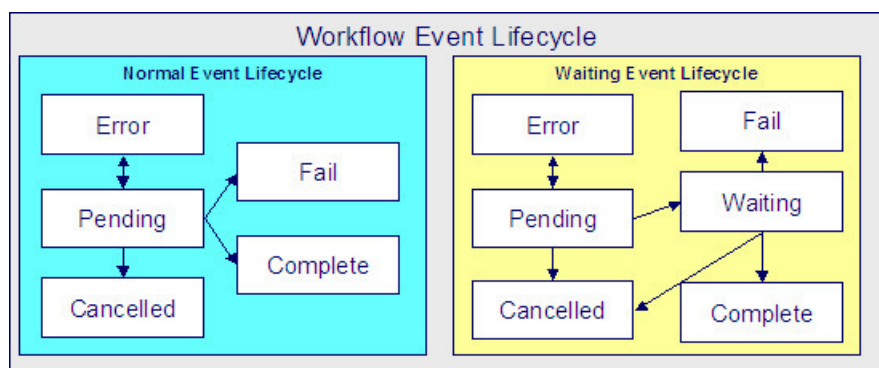 Workflow Event Lifecycle
Normal Event Lifecycle
Error
Fail
Pending
Complete
Cancelled
Waiting Event Lifecycle
Error
Fail
Pending
Waiting
Cancelled
Complete